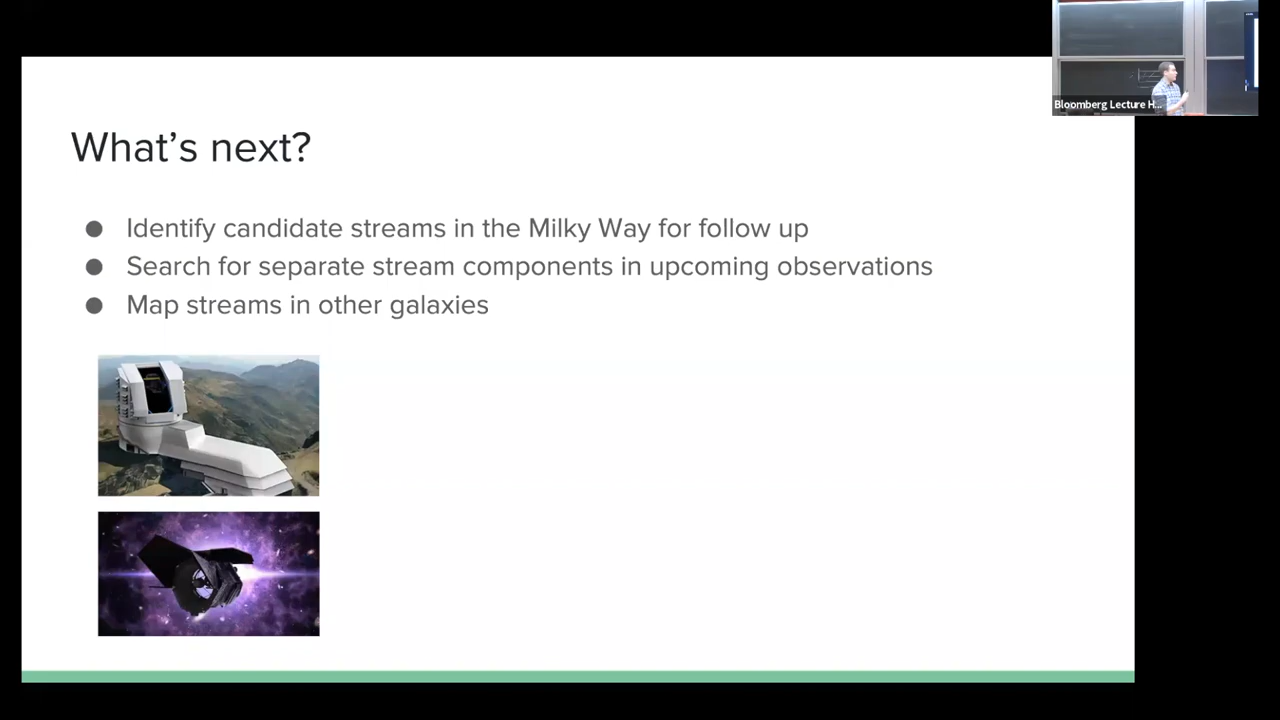 What's next?
● Identify candidate streams in the Milky Way for follow up
● Search for separate stream components in upcoming observations
● Map streams in other galaxies
Bloomberg Lecture H...